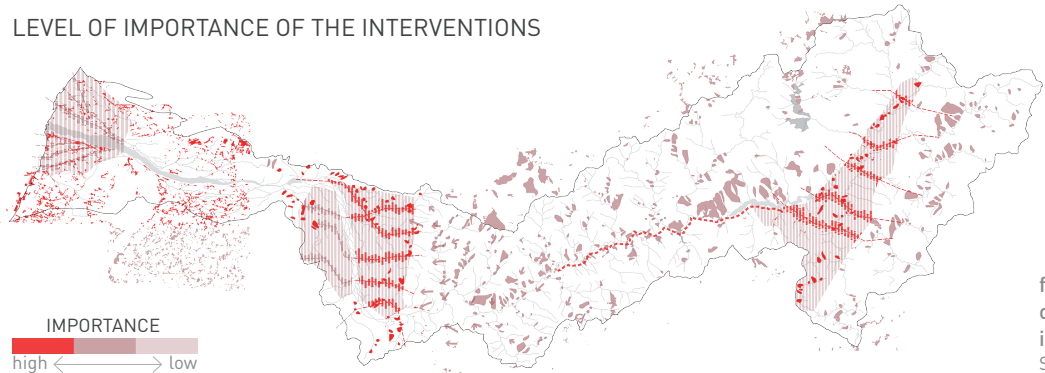 LEVEL OF IMPORTANCE OF THE INTERVENTIONS
IMPORTANCE
high
low